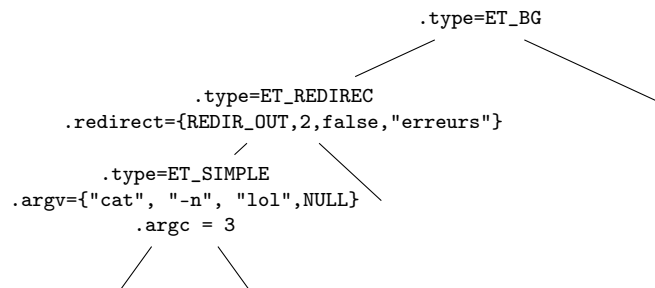 .type=ET_BG
.type=ET_REDIREC
.redirect={REDIR_OUT,2,false,"erreurs"}
.type=ET_SIMPLE
.argv={"cat", "-n", "lol",NULL}
.argc = 3